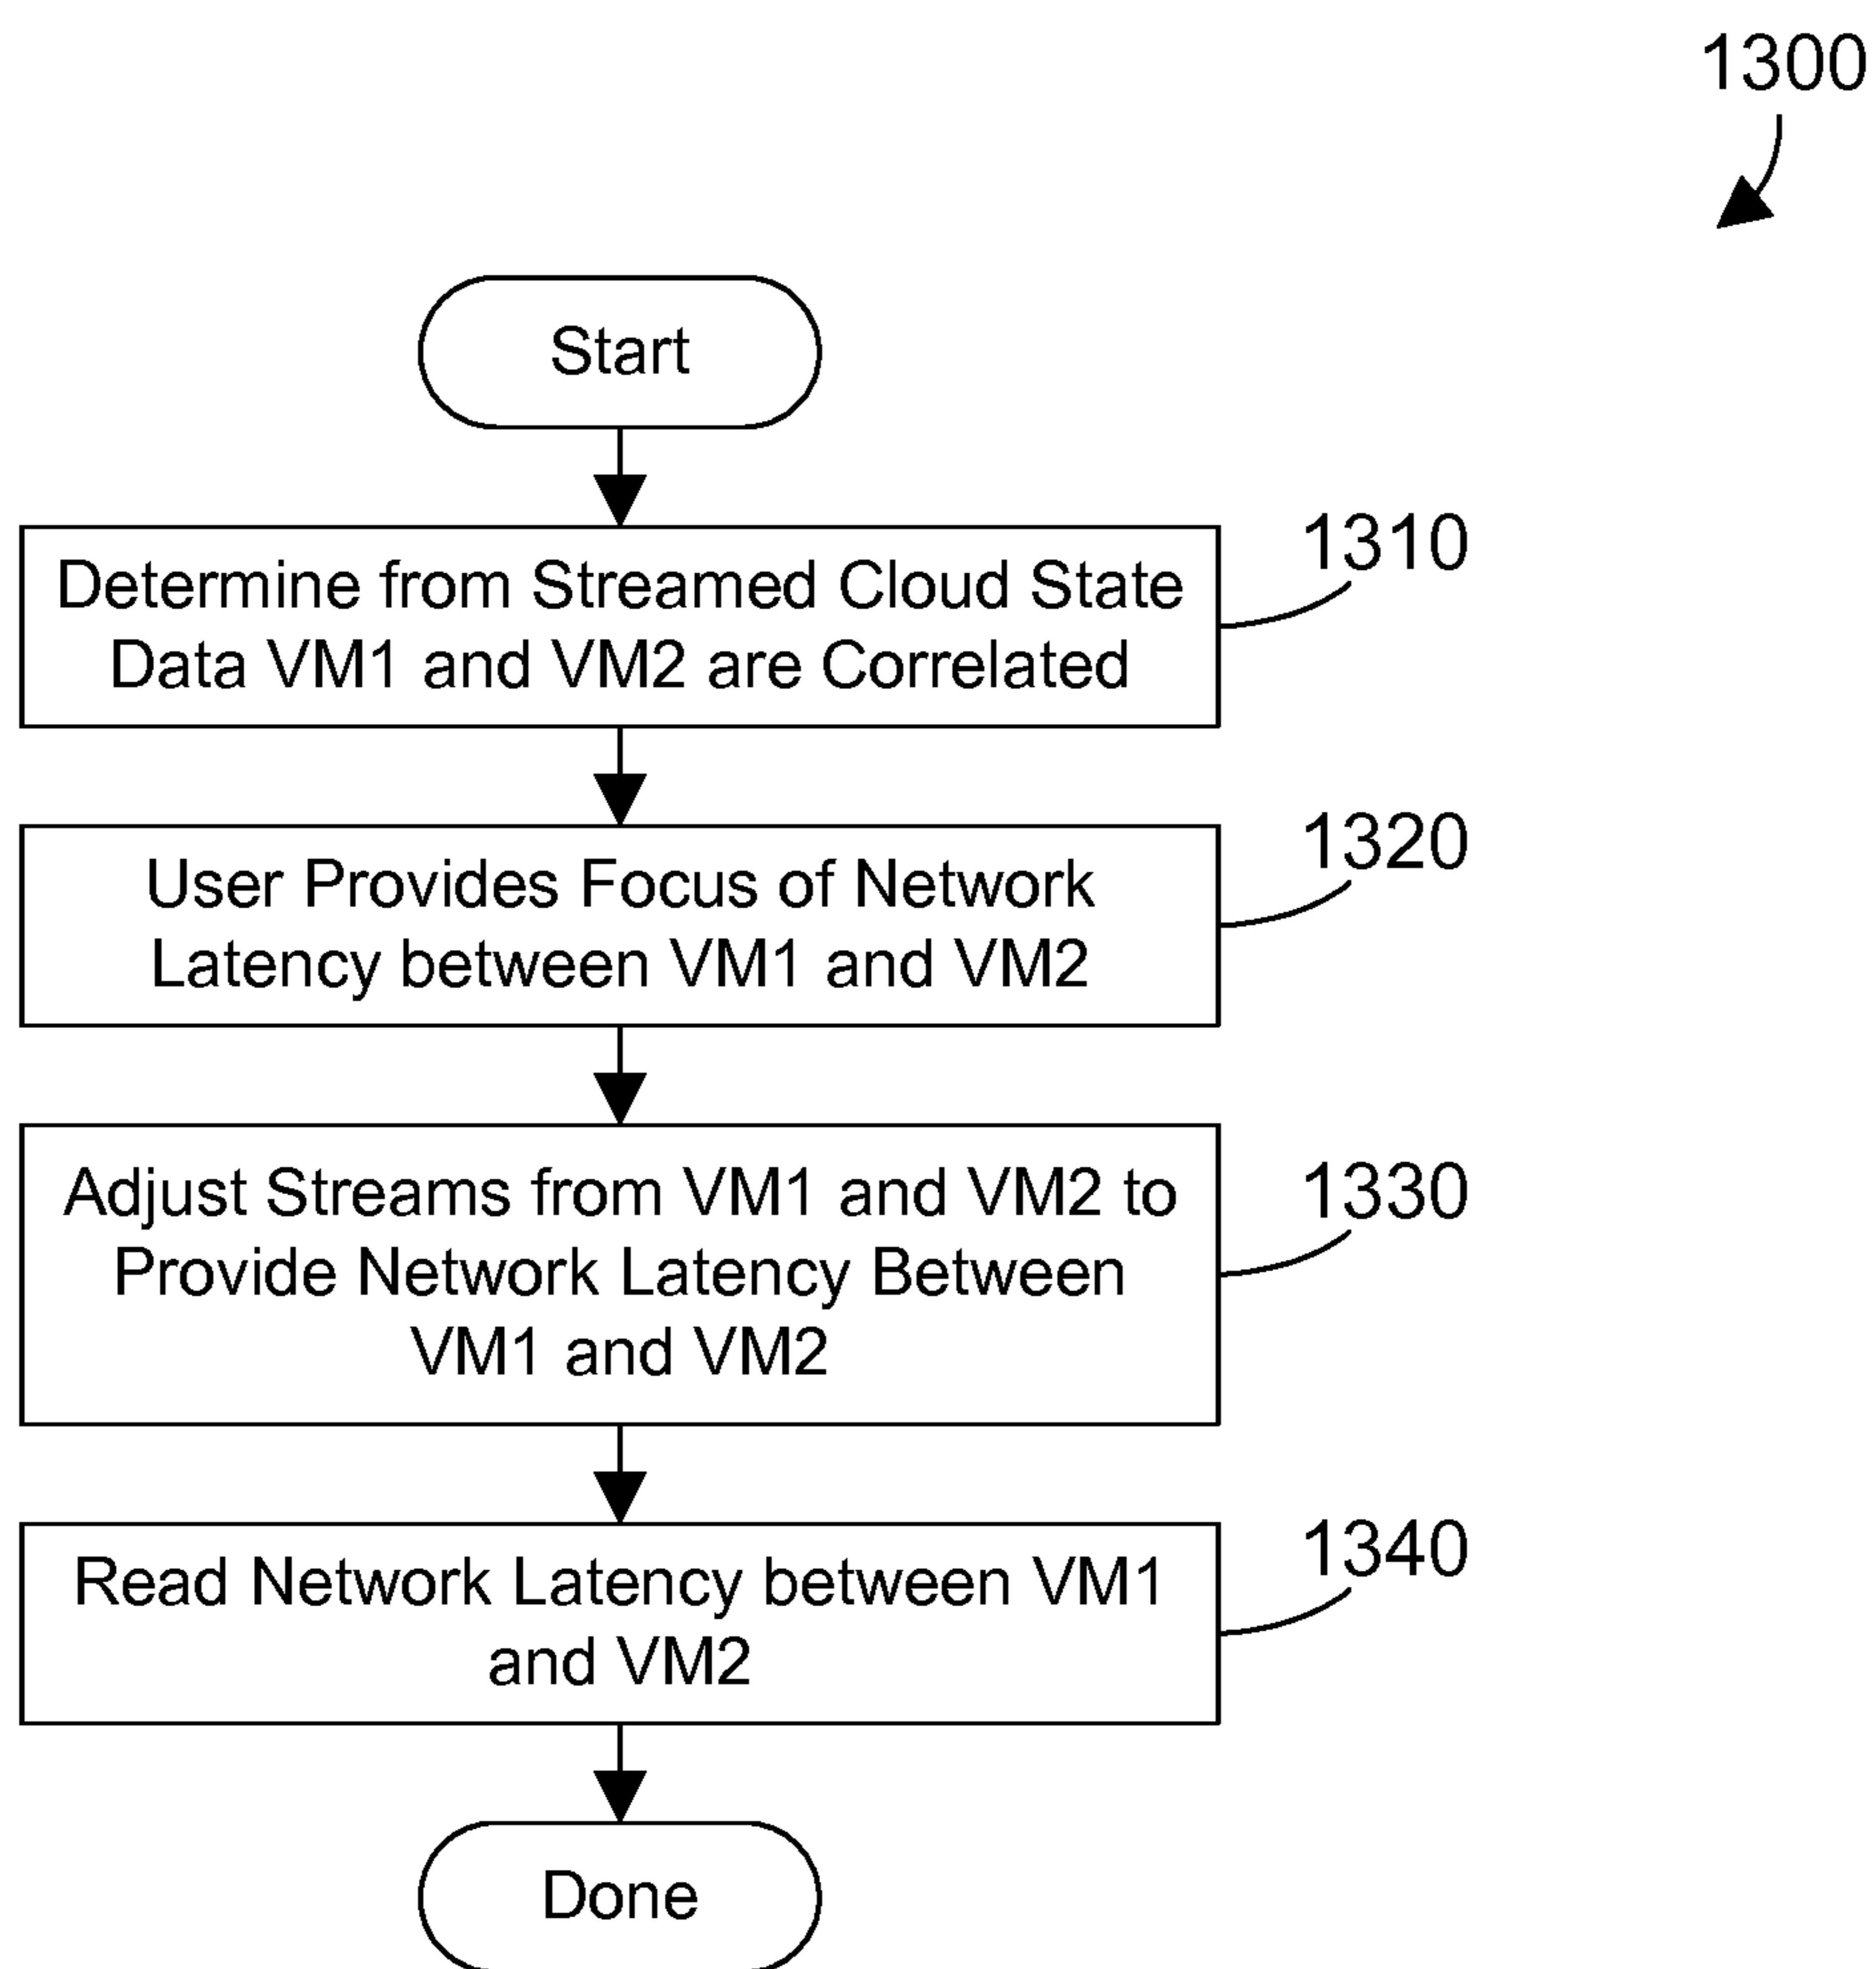 1300
Start
Determine from Streamed Cloud State
Data VM1 and VM2 are Correlated
1310
User Provides Focus of Network
Latency between VM1 and VM2
1320
Adjust Streams from VM1 and VM2 to
Provide Network Latency Between
VM1 and VM2
1330
Read Network Latency between VM1
and VM2
1340
Done